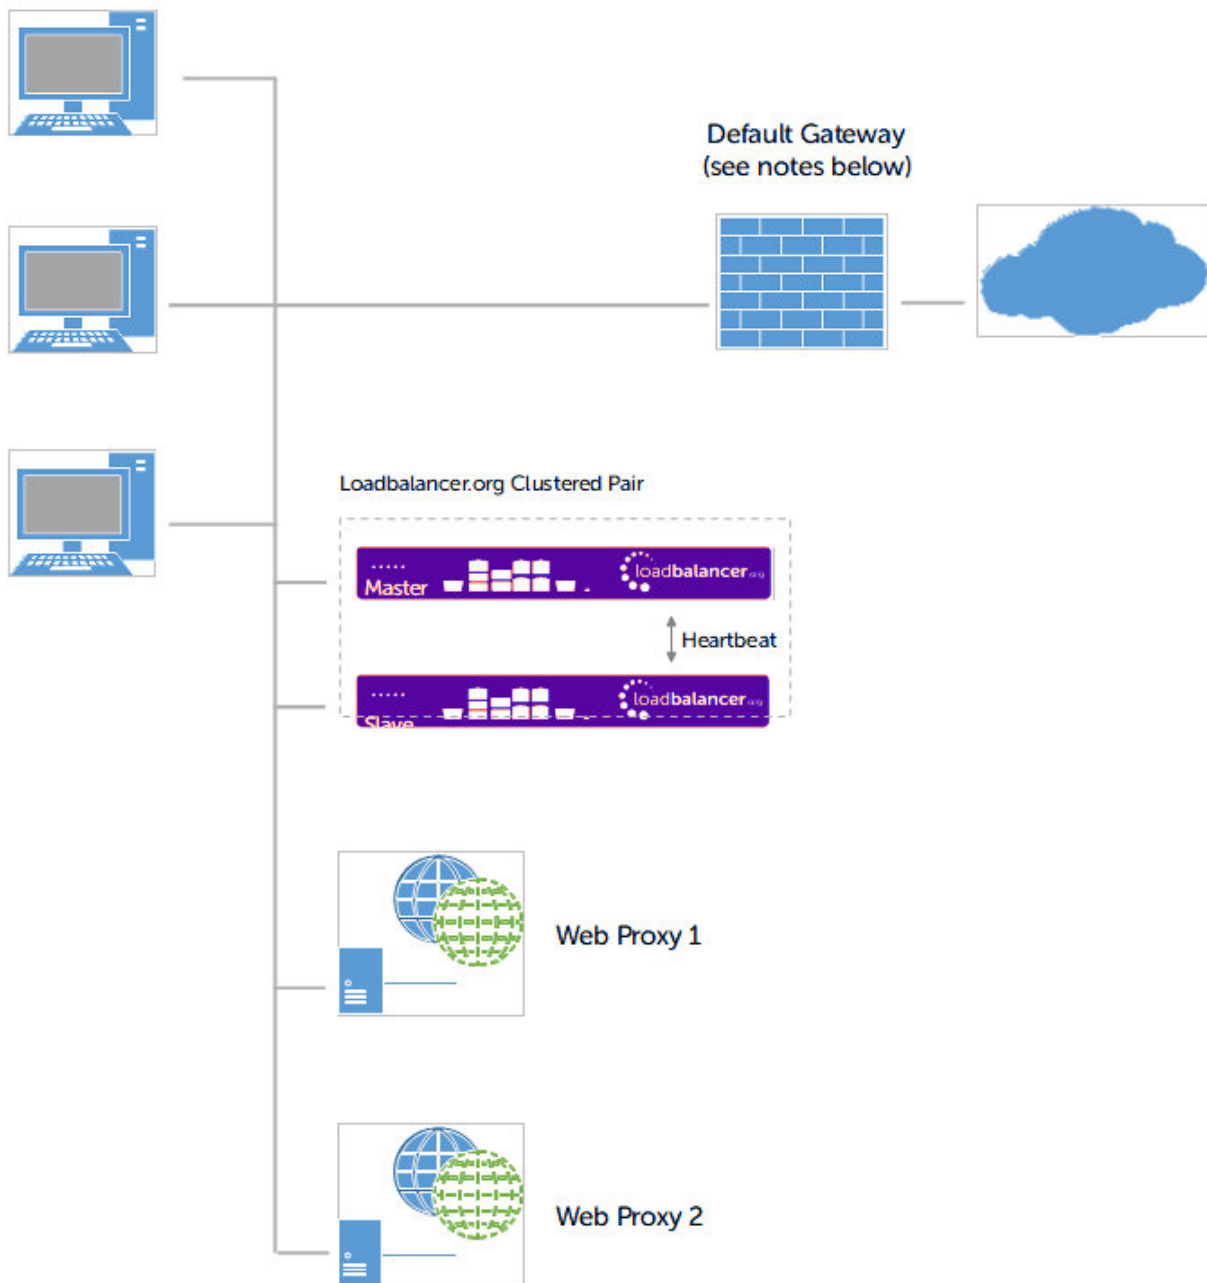 Default Gateway
(see notes below)
Loadbalancer.org Clustered Pair
Master
loadbalancer.org
Heartbeat
Slave
loadbalancer.org
Web Proxy 1
Web Proxy 2